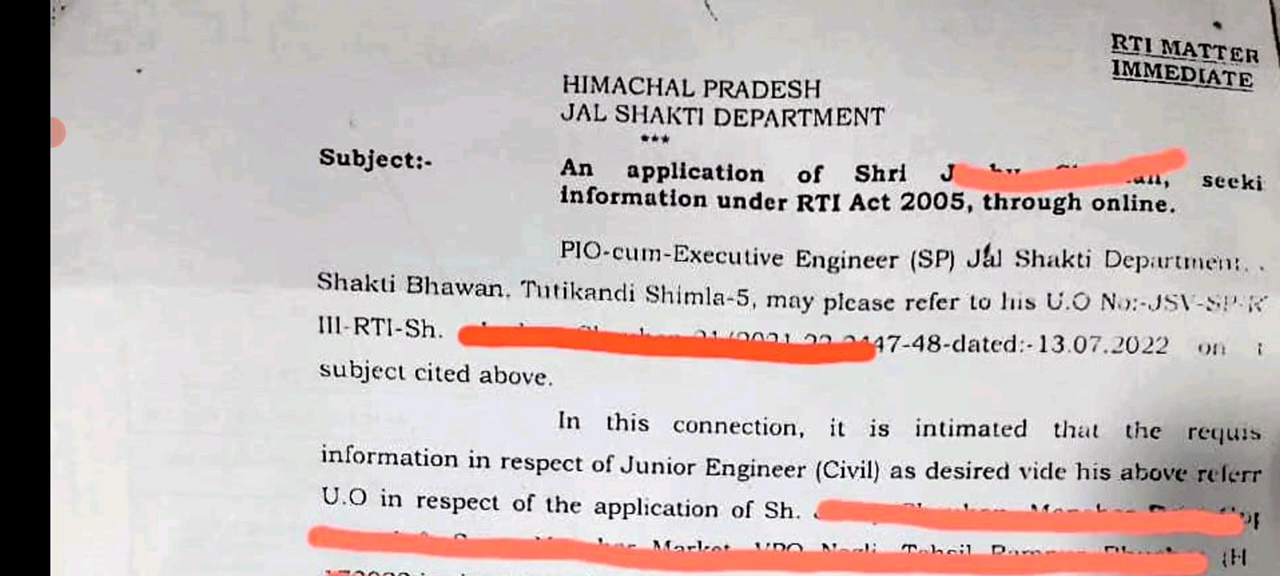 RTI MATTER
IMMEDIATE
HIMACHAL PRADESH
JAL SHAKTI DEPARTMENT
***
Subject:- An application of Shri J seeki
information under RTI Act 2005, through online.
PIO-cum-Executive Engineer (SP) Jal Shakti Department,
Shakti Bhawan, Tutikandi Shimla-5, may please refer to his U.O No:-JSV-SP-
III-RTI-Sh. 47-48-dated:-13.07.2022 on
subject cited above.
In this connection, it is intimated that the requis
information in respect of Junior Engineer (Civil) as desired vide his above referr
U.O in respect of the application of Sh.
(H